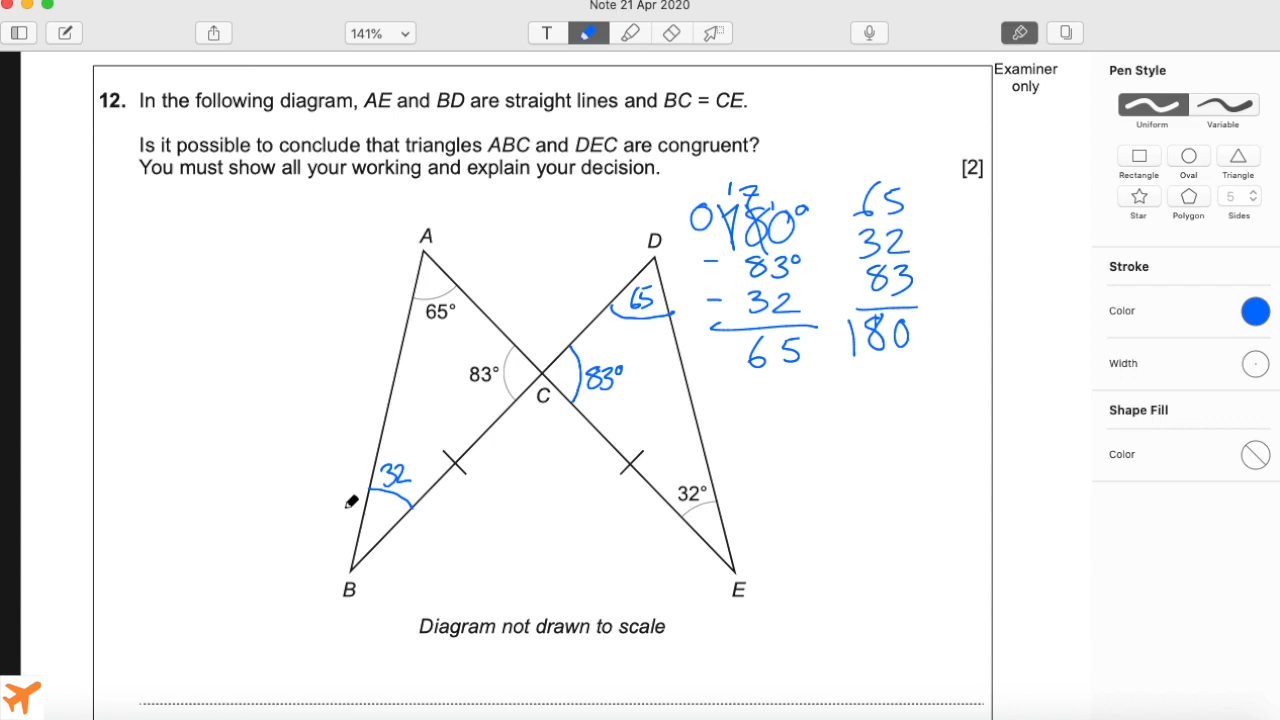 Note 21 Apr 2020
141%
T
Examiner
only
12. In the following diagram, AE and BD are straight lines and BC = CE.
Is it possible to conclude that triangles ABC and DEC are congruent?
You must show all your working and explain your decision. [2]
180°
- 83°
- 32
65
65
32
83
180
A
D
65°
65
83°
83°
C
32
32°
B
E
Diagram not drawn to scale
Pen Style
Uniform
Variable
Rectangle
Oval
Triangle
Star
Polygon
5
Sides
Stroke
Color
Width
Shape Fill
Color